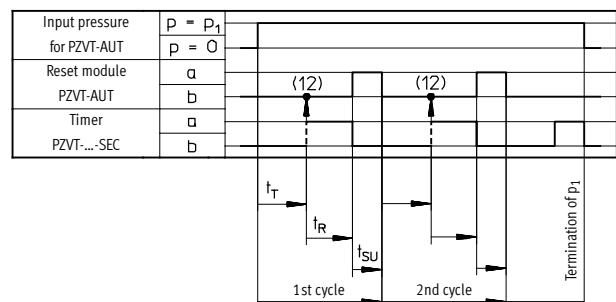 Input pressure
for PZVT-AUT
p = p1
p = 0
Reset module
PZVT-AUT
a
b
(12)
(12)
Timer
PZVT-...-SEC
a
b
tT
tR
tSU
1st cycle
2nd cycle
Termination of p1